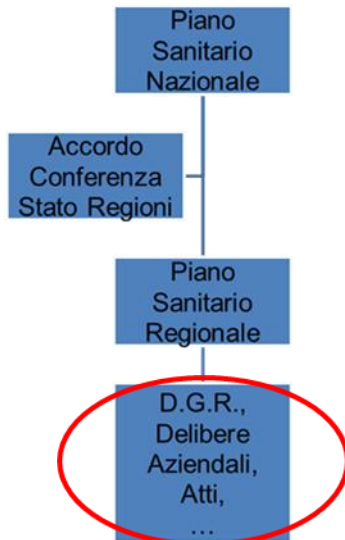 Piano
Sanitario
Nazionale
Accordo
Conferenza
Stato Regioni
Piano
Sanitario
Regionale
D.G.R.,
Delibere
Aziendali,
Atti,
...